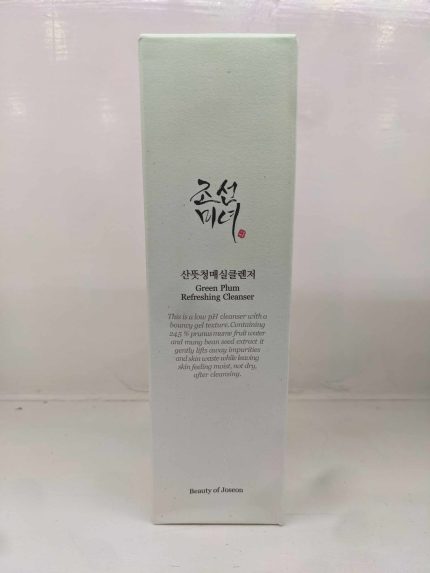 조선
미녀
산뜻청매실클렌저
Green Plum
Refreshing Cleanser
This is a low pH cleanser with a
bouncy gel texture. Containing
24.5 % prunus mume fruit water
and mung bean seed extract it
gently lifts away impurities
and skin waste while leaving
skin feeling moist, not dry,
after cleansing.
Beauty of Joseon